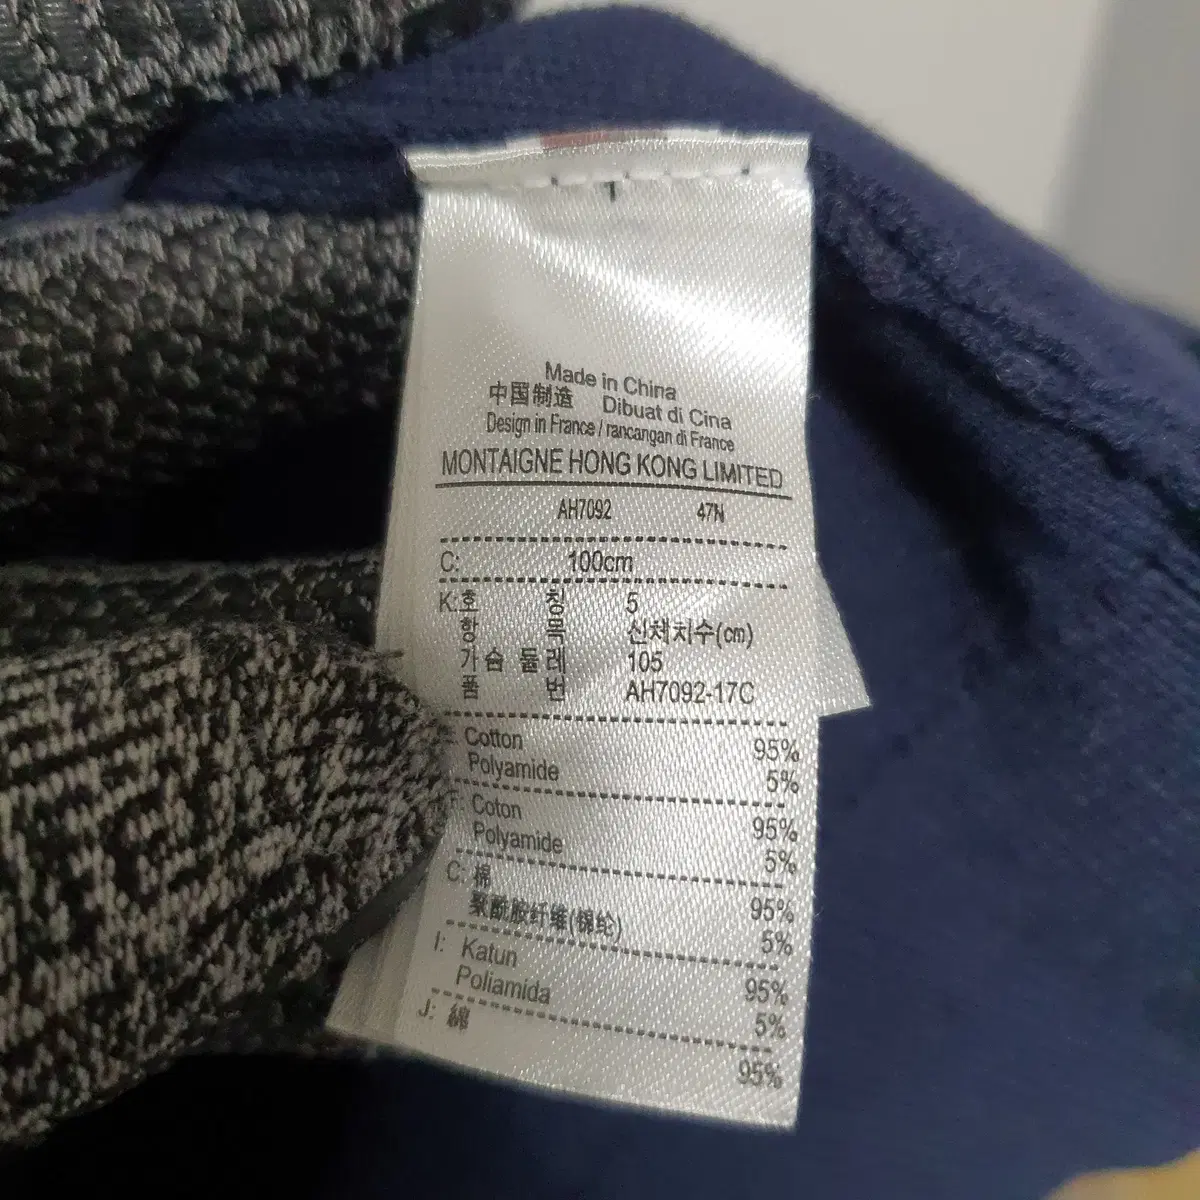 Made in China
中国制造 Dibuat di Cina
Design in France / rancangan di France
MONTAIGNE HONG KONG LIMITED
AH7092 47N
C: 100cm
K:호 칭 5
항 목 신체치수(cm)
가슴 둘레 105
품 번 AH7092-17C
Cotton 95%
Polyamide 5%
F: Coton 95%
Polyamide 5%
C: 棉 95%
聚酰胺纤维(锦纶) 5%
I: Katun 95%
Poliamida 5%
J: 綿 95%